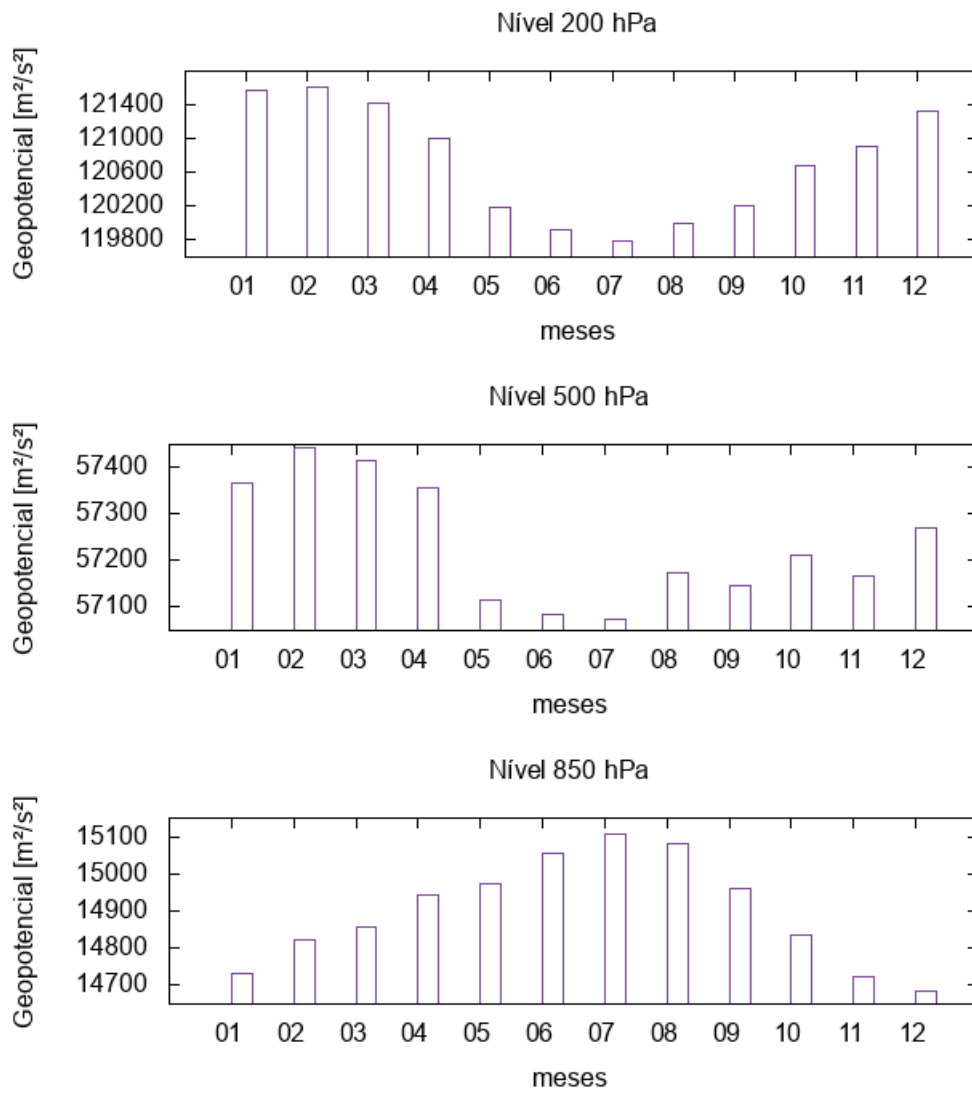 Nível 200 hPa
Geopotencial [m²/s²]
121400
121000
120600
120200
119800
01 02 03 04 05 06 07 08 09 10 11 12
meses
Nível 500 hPa
Geopotencial [m²/s²]
57400
57300
57200
57100
01 02 03 04 05 06 07 08 09 10 11 12
meses
Nível 850 hPa
Geopotencial [m²/s²]
15100
15000
14900
14800
14700
01 02 03 04 05 06 07 08 09 10 11 12
meses